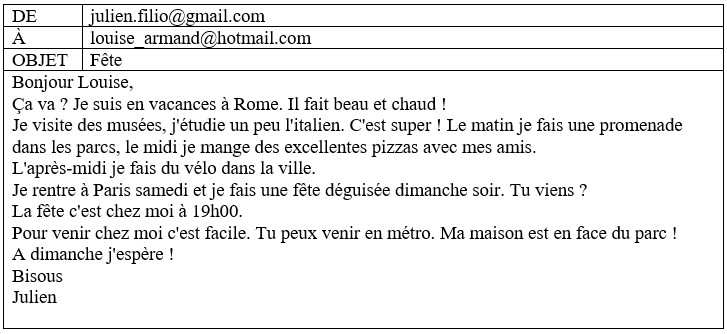 DE julien.filio@gmail.com
À louise_armand@hotmail.com
OBJET Fête
Bonjour Louise,
Ça va ? Je suis en vacances à Rome. Il fait beau et chaud !
Je visite des musées, j'étudie un peu l'italien. C'est super ! Le matin je fais une promenade
dans les parcs, le midi je mange des excellentes pizzas avec mes amis.
L'après-midi je fais du vélo dans la ville.
Je rentre à Paris samedi et je fais une fête déguisée dimanche soir. Tu viens ?
La fête c'est chez moi à 19h00.
Pour venir chez moi c'est facile. Tu peux venir en métro. Ma maison est en face du parc !
A dimanche j'espère !
Bisous
Julien